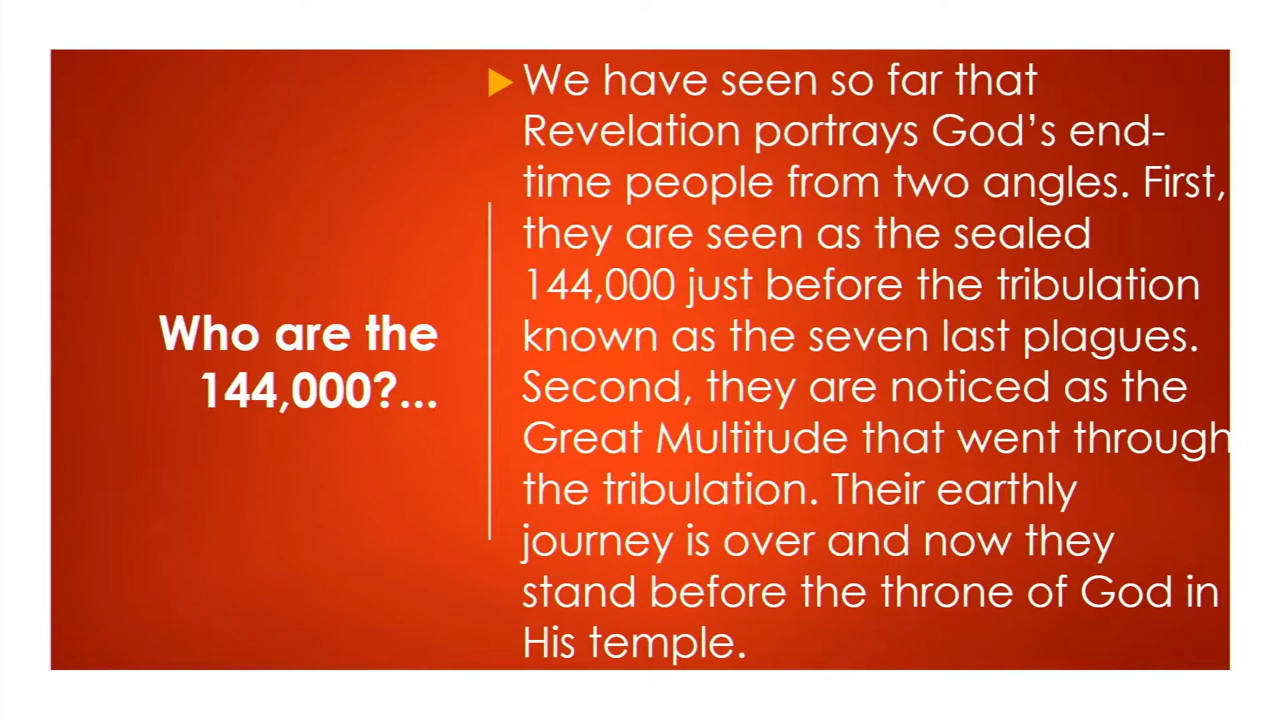 Who are the
144,000?...
We have seen so far that
Revelation portrays God’s end-
time people from two angles. First,
they are seen as the sealed
144,000 just before the tribulation
known as the seven last plagues.
Second, they are noticed as the
Great Multitude that went through
the tribulation. Their earthly
journey is over and now they
stand before the throne of God in
His temple.